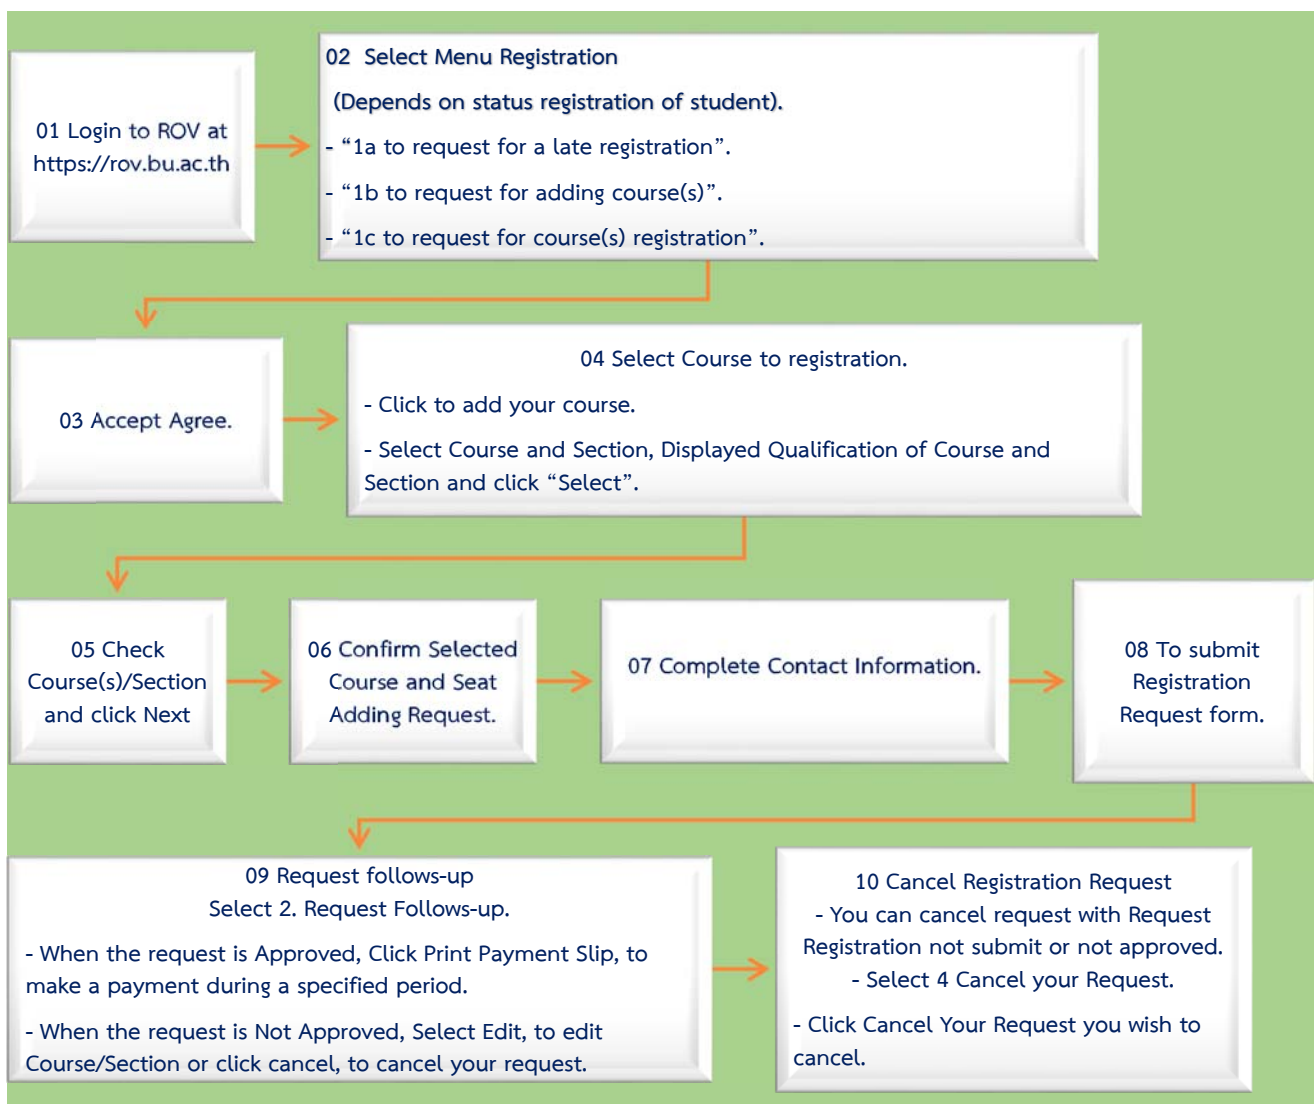 01 Login to ROV at
https://rov.bu.ac.th
02  Select Menu Registration
(Depends on status registration of student).
- “1a to request for a late registration”.
- “1b to request for adding course(s)”.
- “1c to request for course(s) registration”.
03 Accept Agree.
04 Select Course to registration.
- Click to add your course.
- Select Course and Section, Displayed Qualification of Course and
Section and click “Select”.
05 Check
Course(s)/Section
and click Next
06 Confirm Selected
Course and Seat
Adding Request.
07 Complete Contact Information.
08 To submit
Registration
Request form.
09 Request follows-up
Select 2. Request Follows-up.
- When the request is Approved, Click Print Payment Slip, to
make a payment during a specified period.
- When the request is Not Approved, Select Edit, to edit
Course/Section or click cancel, to cancel your request.
10 Cancel Registration Request
- You can cancel request with Request
Registration not submit or not approved.
- Select 4 Cancel your Request.
- Click Cancel Your Request you wish to
cancel.